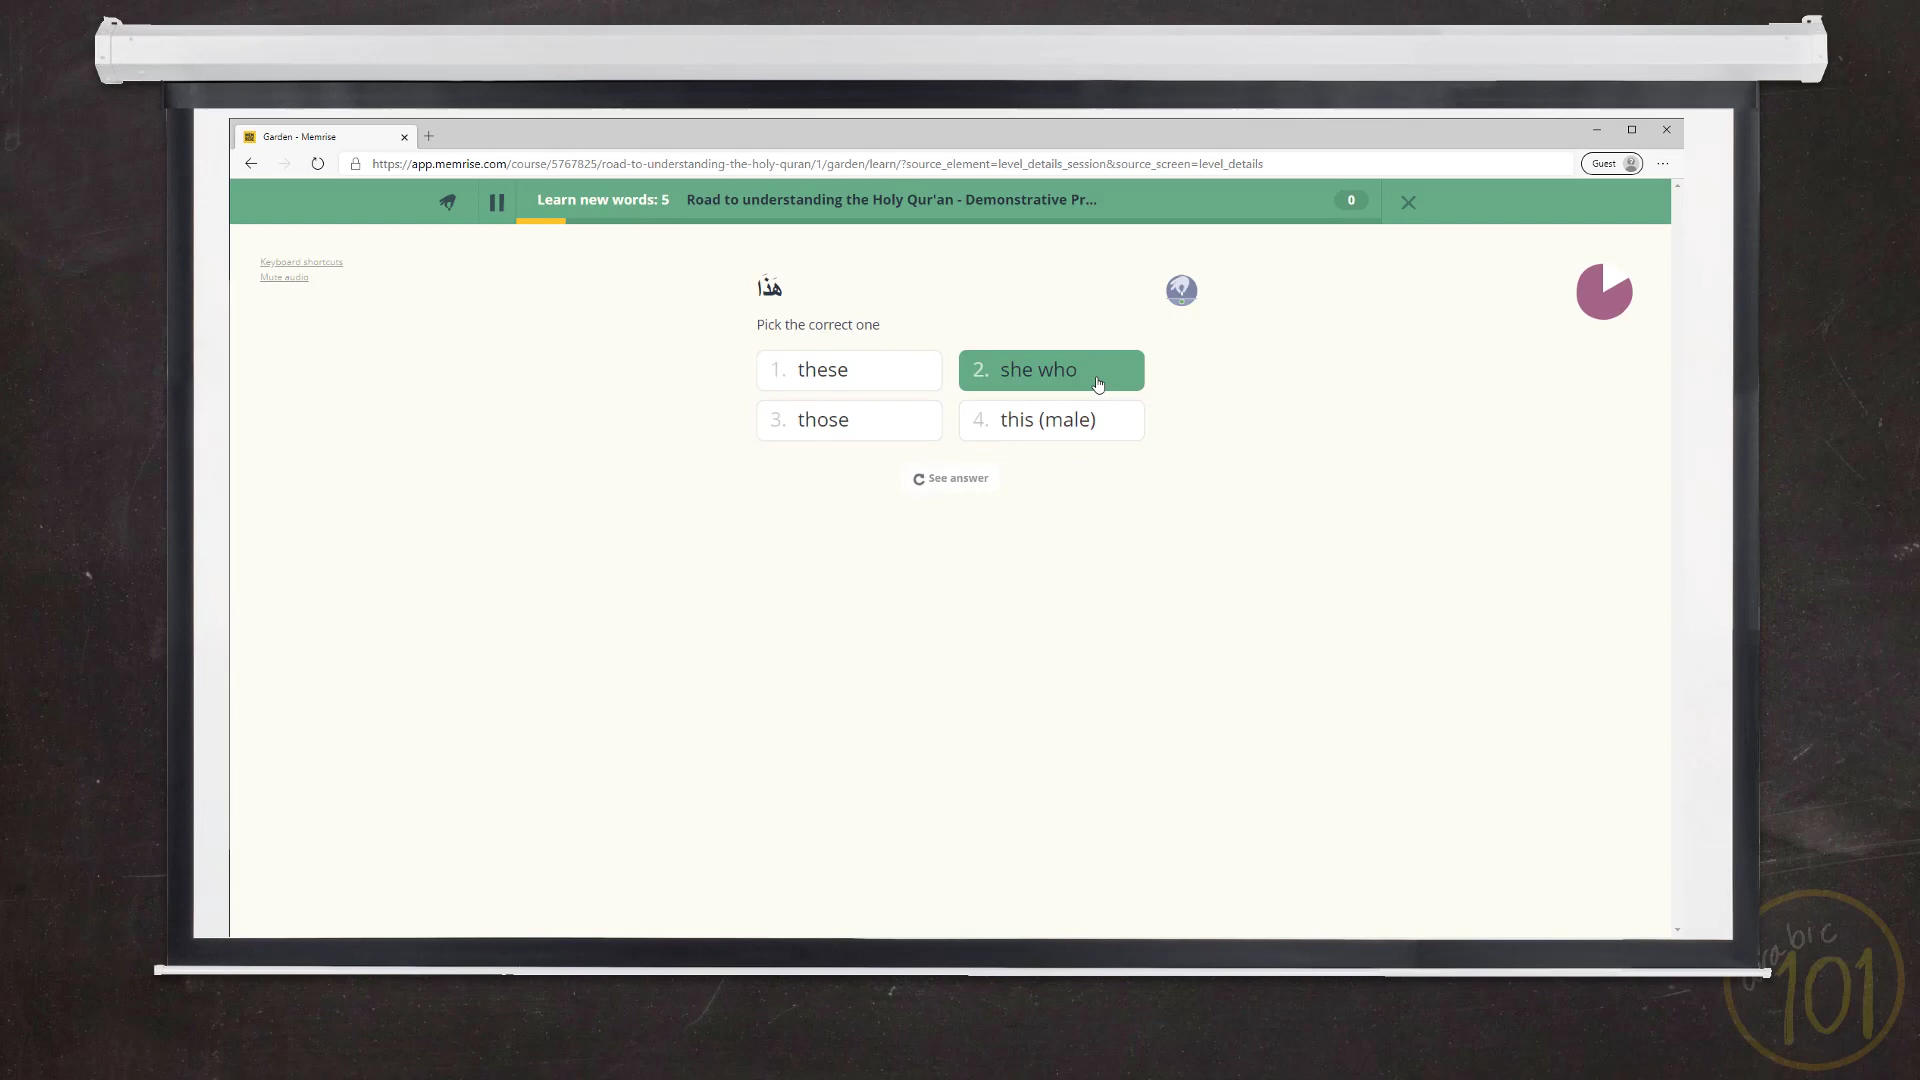 Garden - Memrise
https://app.memrise.com/course/5767825/road-to-understanding-the-holy-quran/1/garden/learn/?source_element=level_details_session&source_screen=level_details
Guest
Learn new words: 5 Road to understanding the Holy Qur'an - Demonstrative Pr...
0
Keyboard shortcuts
Mute audio
هَذَا
Pick the correct one
1. these
2. she who
3. those
4. this (male)
See answer
arabic
101